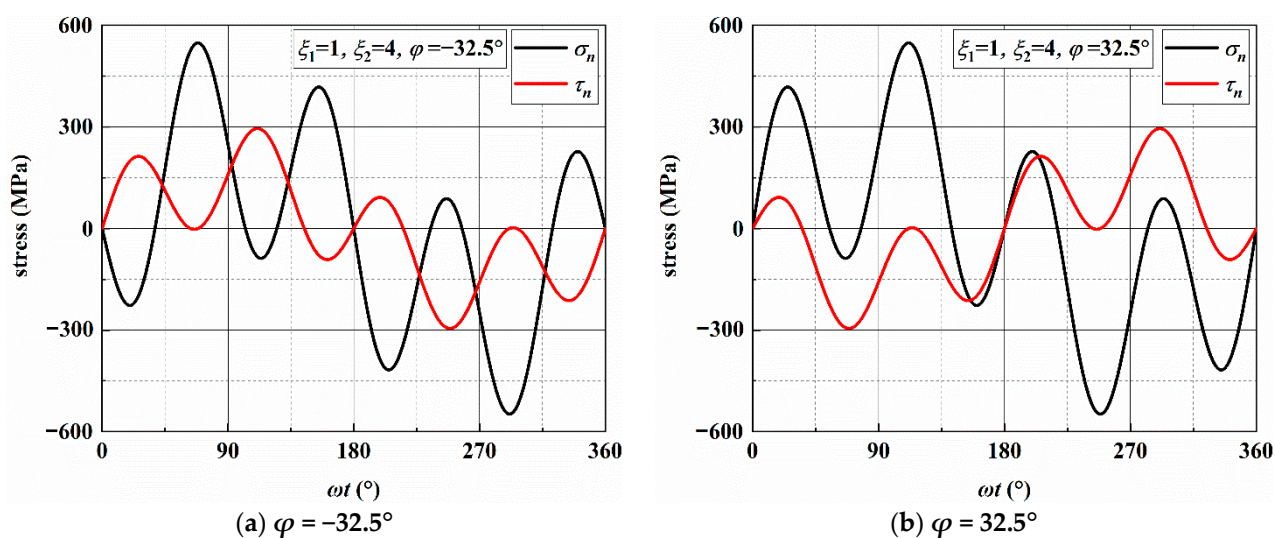 600
300
0
−300
−600
stress (MPa)
ξ1=1, ξ2=4, φ=−32.5°
σn
τn
0 90 180 270 360
ωt (°)
(a) φ = −32.5°
600
300
0
−300
−600
stress (MPa)
ξ1=1, ξ2=4, φ=32.5°
σn
τn
0 90 180 270 360
ωt (°)
(b) φ = 32.5°